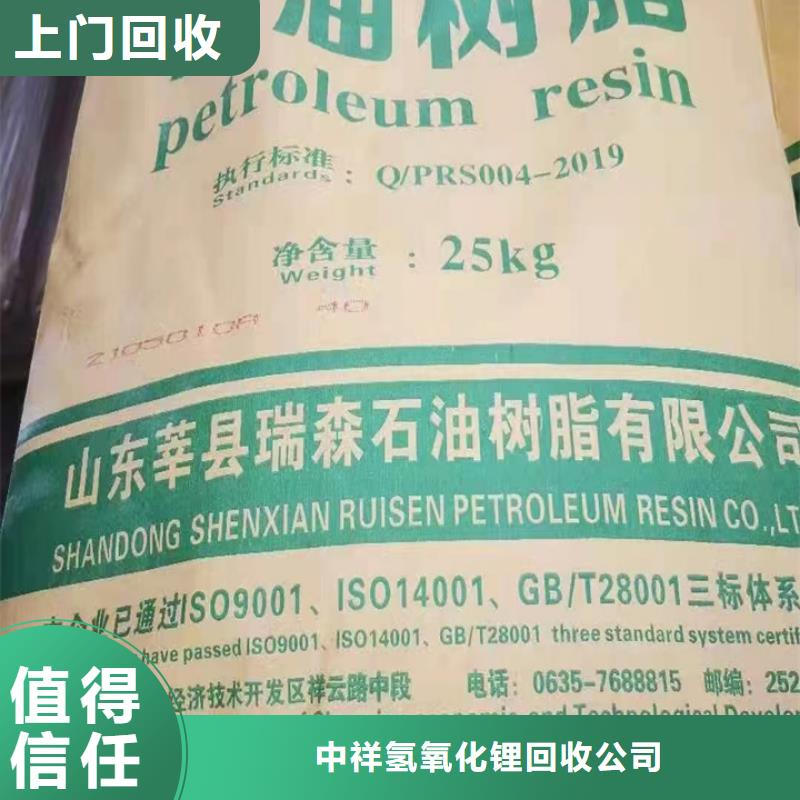 上门回收
油树脂
petroleum resin
执行标准
Standards : Q/PRS004-2019
净含量
Weight : 25kg
210501OA 40
山东莘县瑞森石油树脂有限公司
SHANDONG SHENXIAN RUISEN PETROLEUM RESIN CO.,LT
企业已通过ISO9001、ISO14001、GB/T28001三标体系
have passed ISO9001、ISO14001、GB/T28001 three standard system certif
经济技术开发区祥云路中段 电话: 0635-7688815 邮编: 252
and Technological Develo
值得
信任
中祥氢氧化锂回收公司